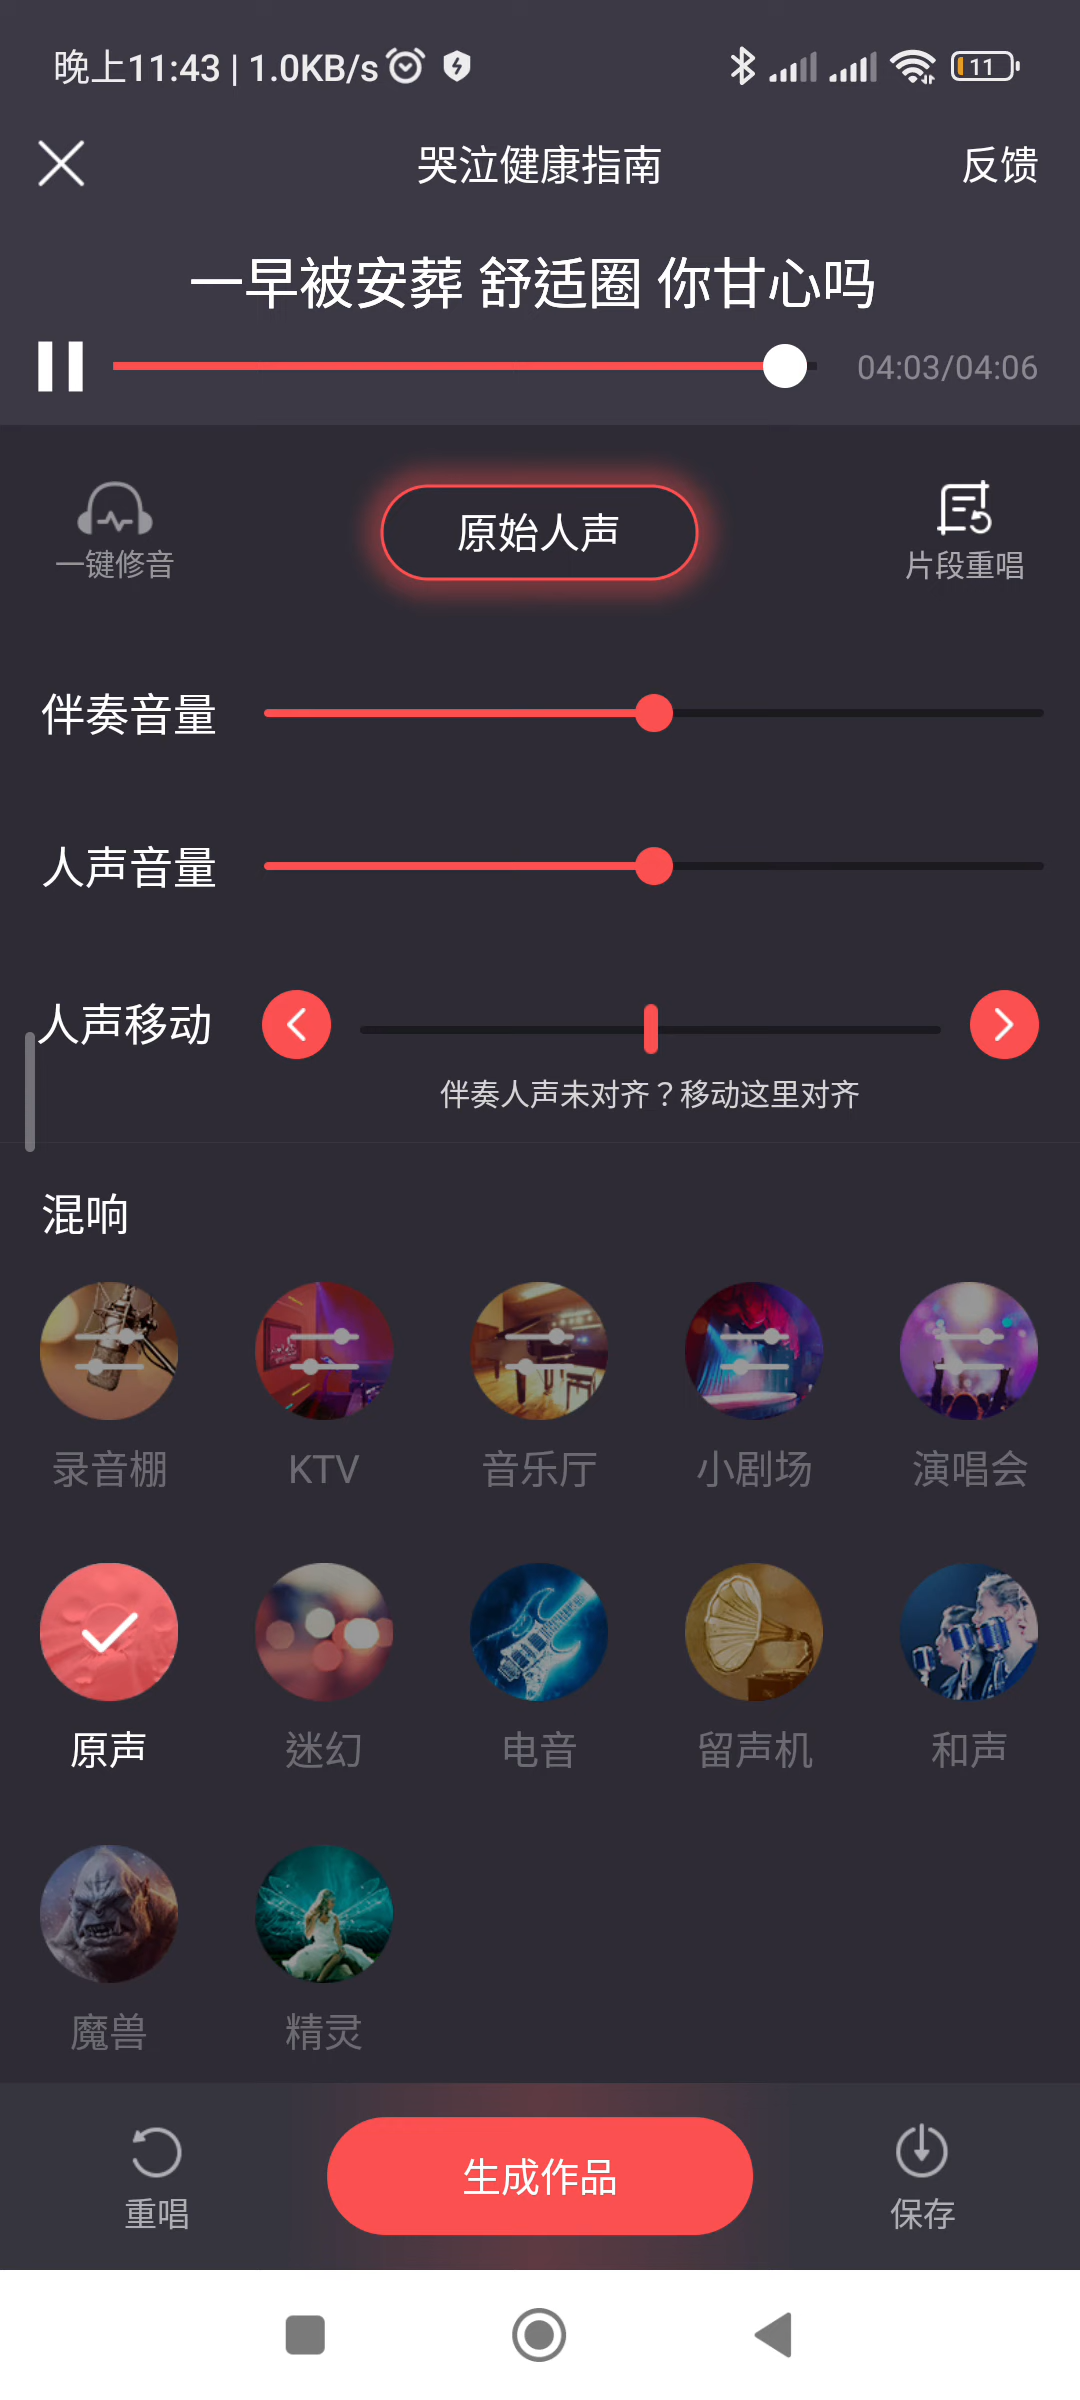 晚上11:43 | 1.0KB/s
11
哭泣健康指南
反馈
一早被安葬 舒适圈 你甘心吗
04:03/04:06
一键修音
原始人声
片段重唱
伴奏音量
人声音量
人声移动
伴奏人声未对齐？移动这里对齐
混响
录音棚
KTV
音乐厅
小剧场
演唱会
原声
迷幻
电音
留声机
和声
魔兽
精灵
重唱
生成作品
保存